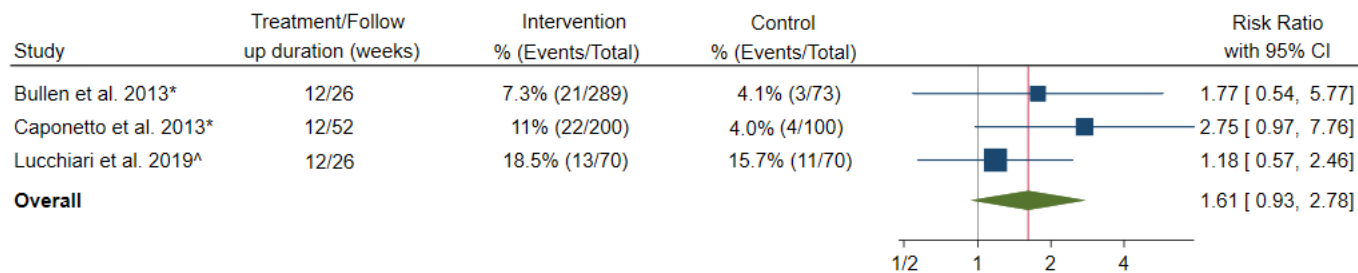 Treatment/Follow Intervention Control Risk Ratio
Study up duration (weeks) % (Events/Total) % (Events/Total) with 95% CI
Bullen et al. 2013* 12/26 7.3% (21/289) 4.1% (3/73) 1.77 [ 0.54, 5.77]
Caponetto et al. 2013* 12/52 11% (22/200) 4.0% (4/100) 2.75 [ 0.97, 7.76]
Lucchiari et al. 2019^ 12/26 18.5% (13/70) 15.7% (11/70) 1.18 [ 0.57, 2.46]
Overall 1.61 [ 0.93, 2.78]
1/2 1 2 4